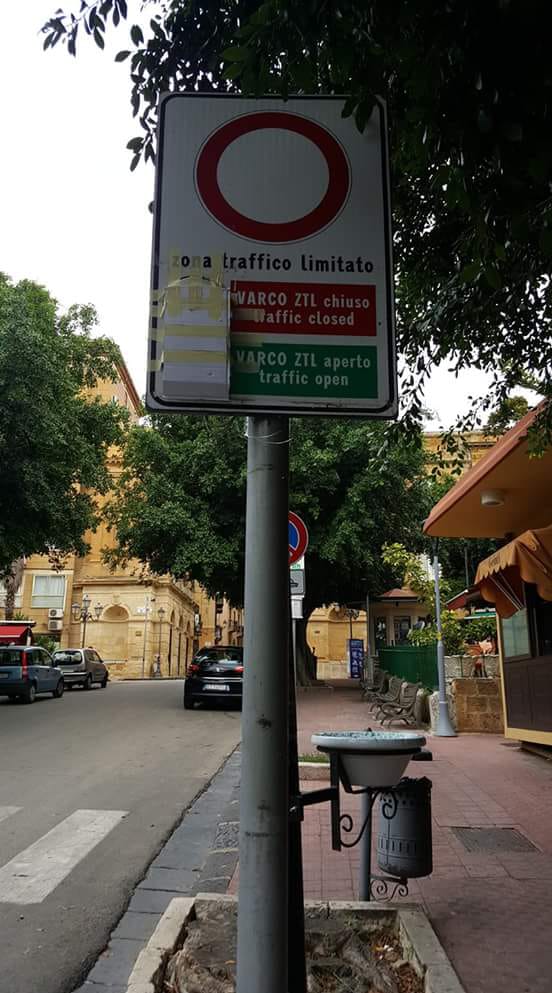 zona traffico limitato
VARCO ZTL chiuso
traffic closed
VARCO ZTL aperto
traffic open